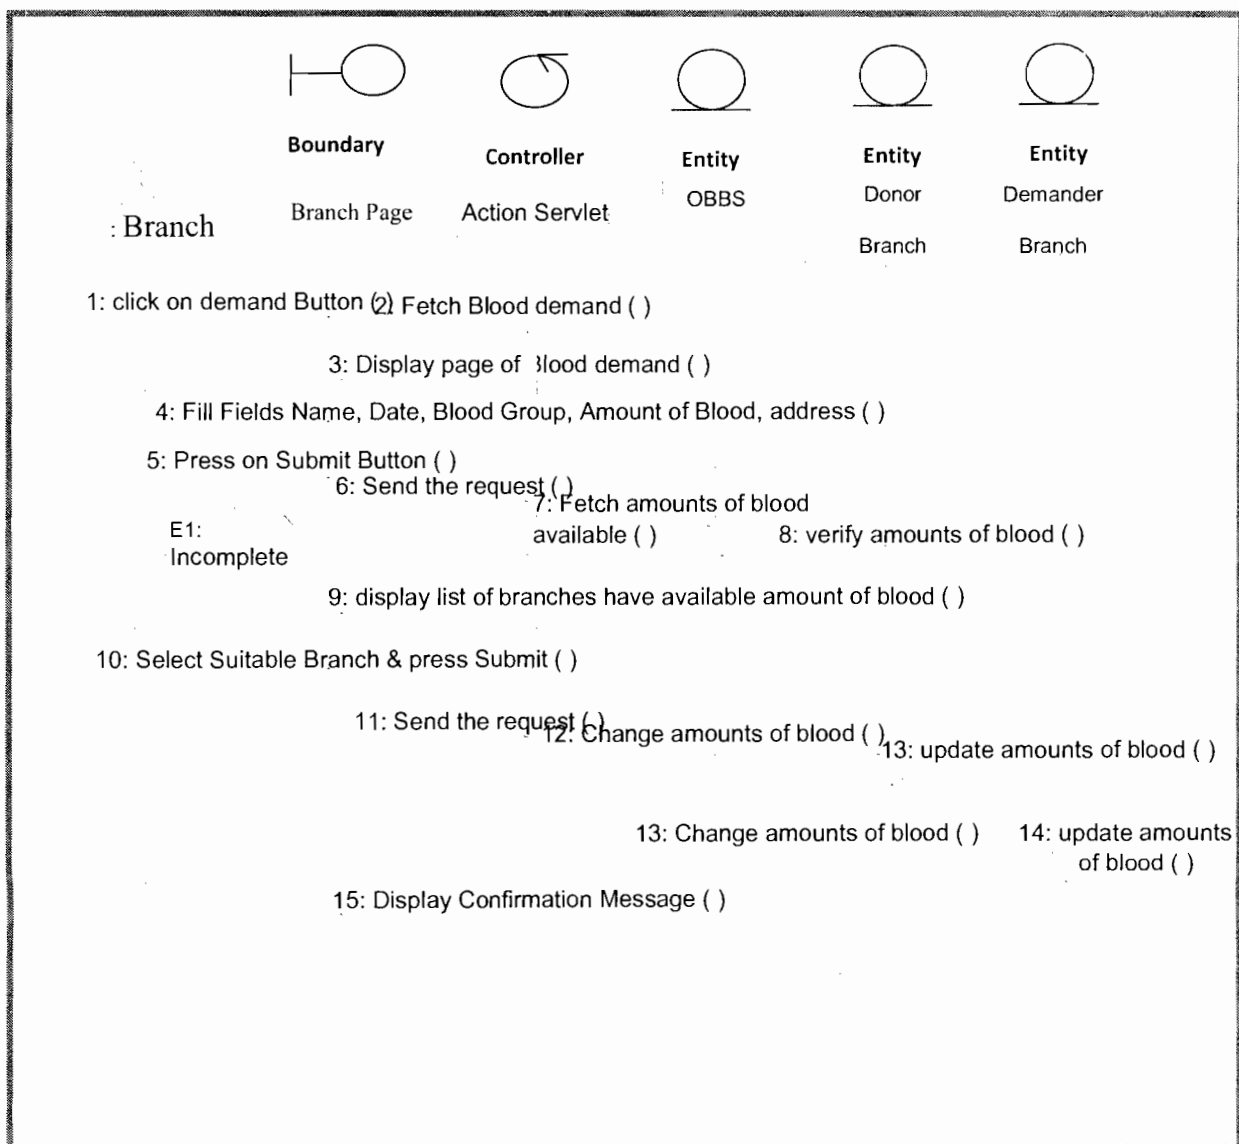 Boundary
Controller
Entity
Entity
Entity
: Branch
Branch Page
Action Servlet
OBBS
Donor
Branch
Demander
Branch
1: click on demand Button ()
2: Fetch Blood demand ( )
3: Display page of Blood demand ( )
4: Fill Fields Name, Date, Blood Group, Amount of Blood, address ( )
5: Press on Submit Button ( )
6: Send the request ( )
7: Fetch amounts of blood
available ( )
E1:
Incomplete
8: verify amounts of blood ( )
9: display list of branches have available amount of blood ( )
10: Select Suitable Branch & press Submit ( )
11: Send the request ( )
12: Change amounts of blood ( )
13: update amounts of blood ( )
13: Change amounts of blood ( )
14: update amounts
of blood ( )
15: Display Confirmation Message ( )